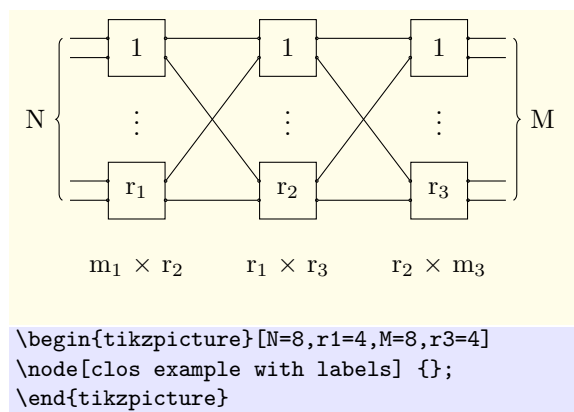 1 1 1
N ⋮ ⋮ ⋮ M
r₁ r₂ r₃
m₁ × r₂ r₁ × r₃ r₂ × m₃
\begin{tikzpicture}[N=8,r1=4,M=8,r3=4]
\node[clos example with labels] {};
\end{tikzpicture}